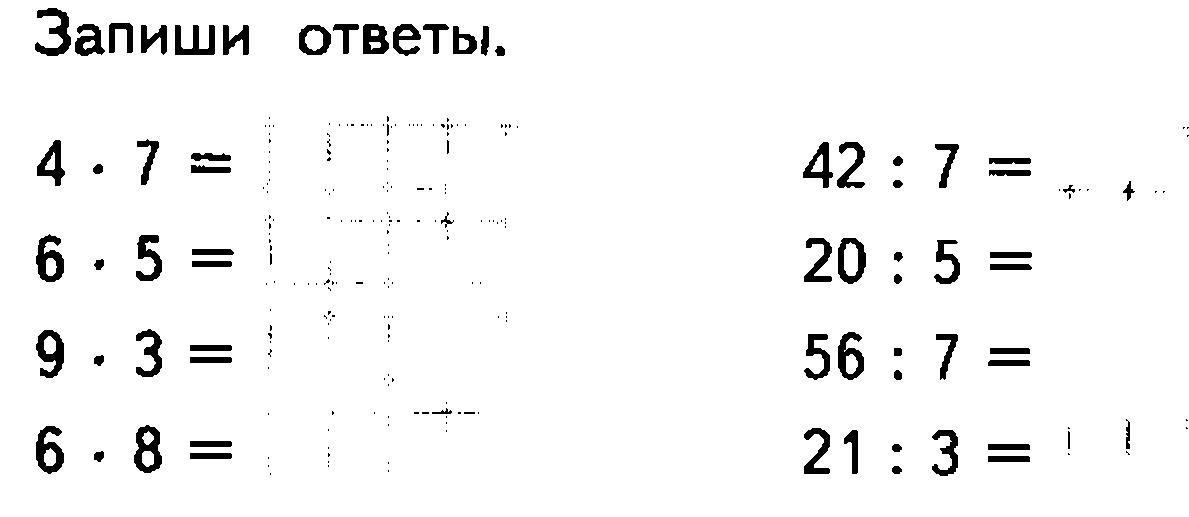 Запиши ответы.
4 · 7 =
6 · 5 =
9 · 3 =
6 · 8 =
42 : 7 =
20 : 5 =
56 : 7 =
21 : 3 =